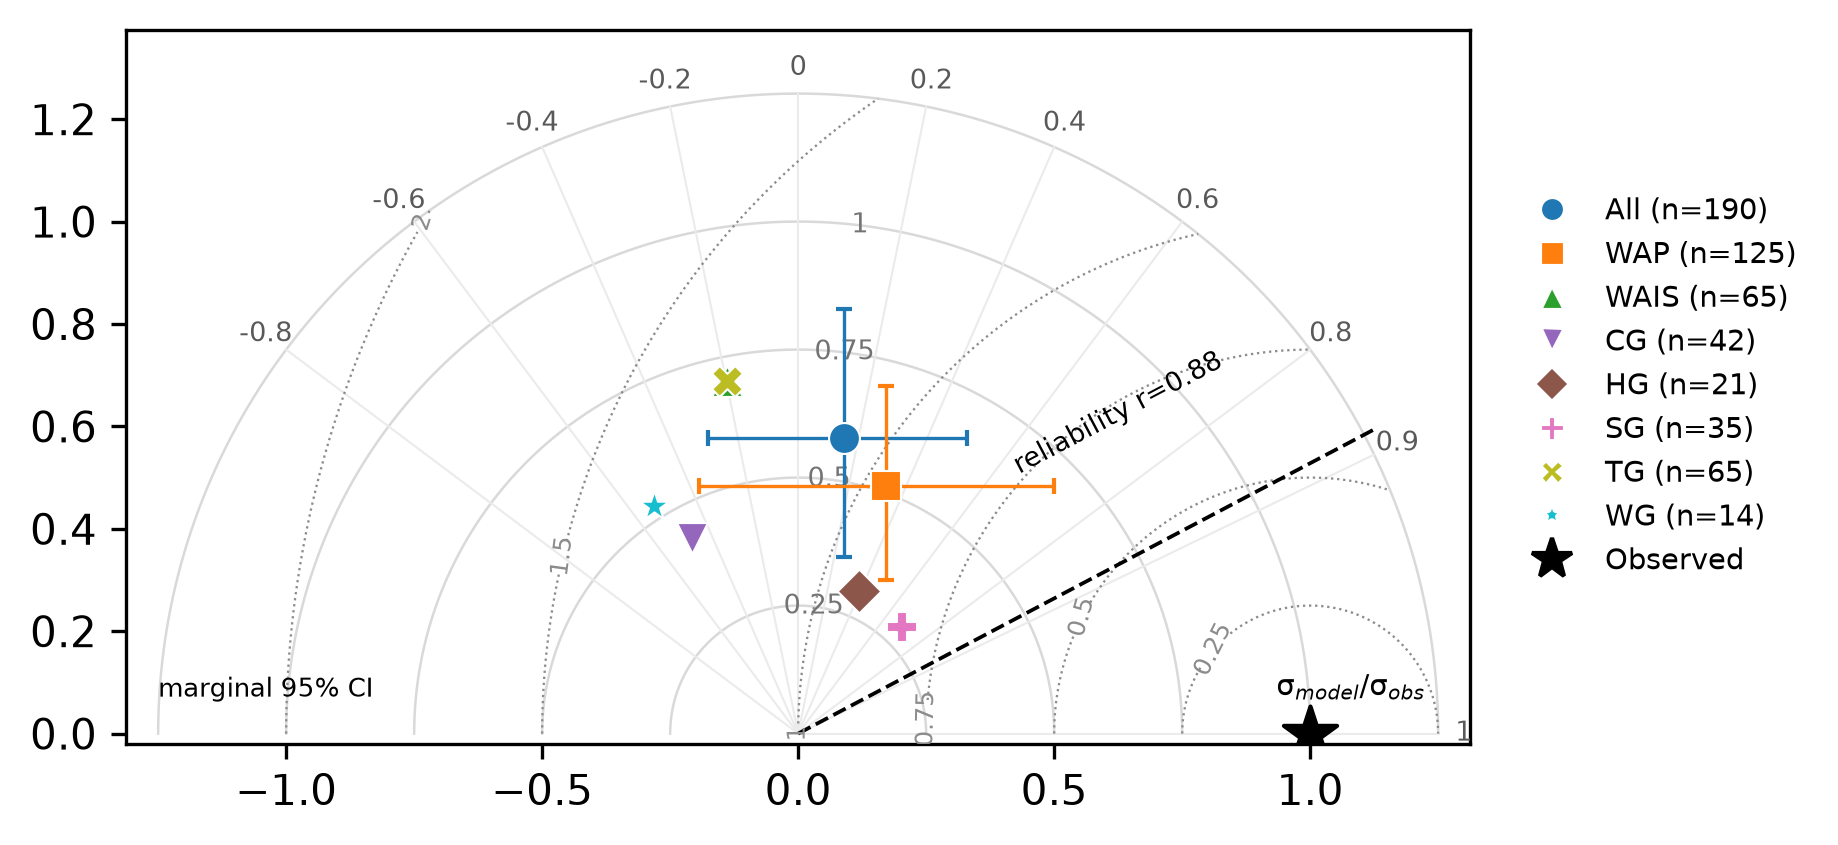 0
-0.2
0.2
-0.4
0.4
-0.6
0.6
-0.8
0.8
0.9
1
2
1.5
1
0.75
0.5
0.25
1
0.75
0.5
0.25
reliability r=0.88
marginal 95% CI
σmodel/σobs
1.2
1.0
0.8
0.6
0.4
0.2
0.0
−1.0
−0.5
0.0
0.5
1.0
All (n=190)
WAP (n=125)
WAIS (n=65)
CG (n=42)
HG (n=21)
SG (n=35)
TG (n=65)
WG (n=14)
Observed